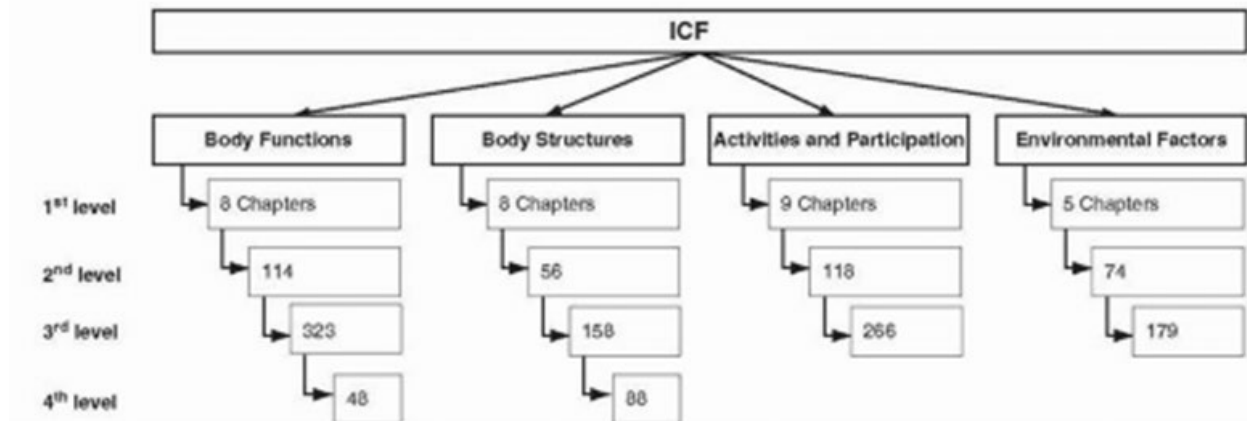 ICF
Body Functions Body Structures Activities and Participation Environmental Factors
1st level 8 Chapters 8 Chapters 9 Chapters 5 Chapters
2nd level 114 56 118 74
3rd level 323 158 266 179
4th level 48 88